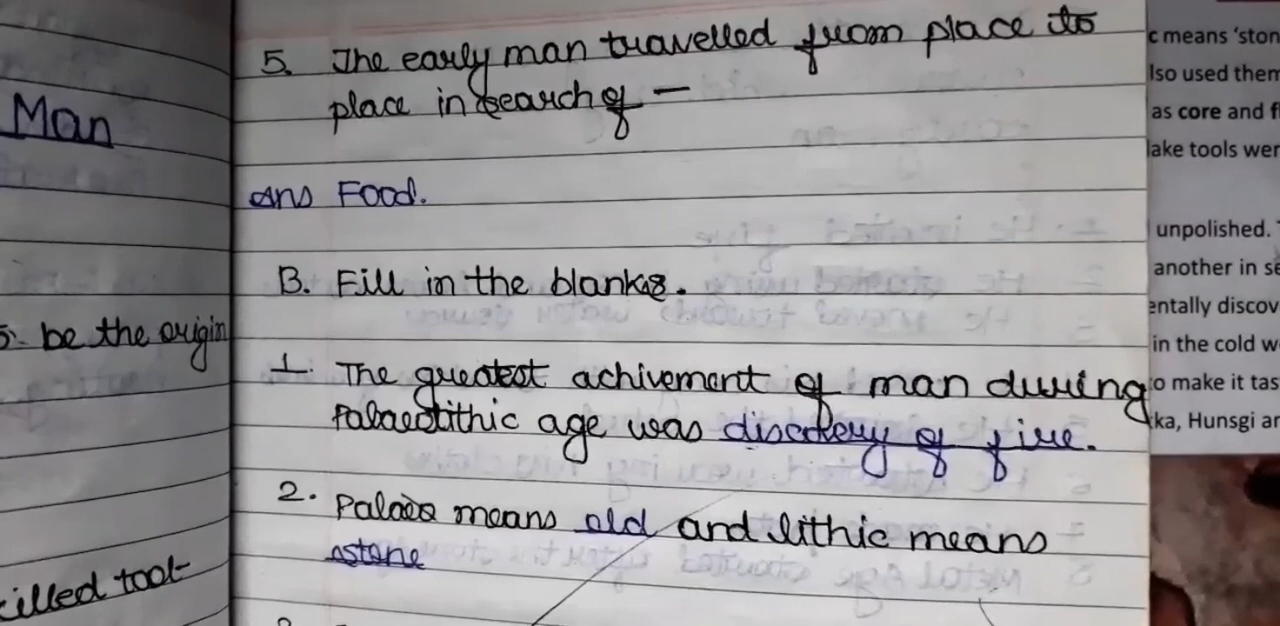 Man
5. be the origin
killed tool
5. The early man travelled from place to
place in search of —
Ans Food.
B. Fill in the blanks.
1. The greatest achivement of man during
Palaeolithic age was discovery of fire.
2. Palaeo means old and lithic means
stone
c means 'ston
lso used them
as core and f
lake tools wer
unpolished.
another in se
entally discov
in the cold w
to make it tas
ka, Hunsgi ar